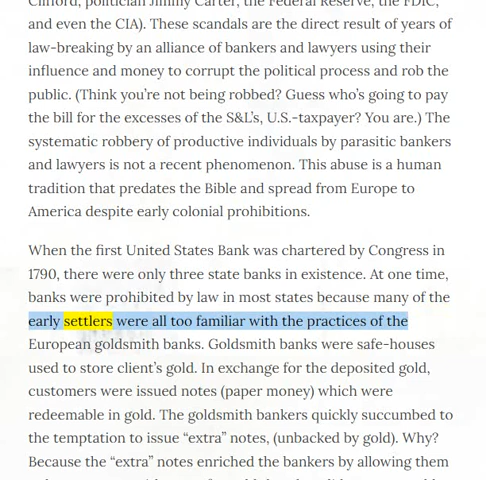 Clifford, politician Jimmy Carter, the Federal Reserve, the FDIC,
and even the CIA). These scandals are the direct result of years of
law-breaking by an alliance of bankers and lawyers using their
influence and money to corrupt the political process and rob the
public. (Think you’re not being robbed? Guess who’s going to pay
the bill for the excesses of the S&L’s, U.S.-taxpayer? You are.) The
systematic robbery of productive individuals by parasitic bankers
and lawyers is not a recent phenomenon. This abuse is a human
tradition that predates the Bible and spread from Europe to
America despite early colonial prohibitions.
When the first United States Bank was chartered by Congress in
1790, there were only three state banks in existence. At one time,
banks were prohibited by law in most states because many of the
early settlers were all too familiar with the practices of the
European goldsmith banks. Goldsmith banks were safe-houses
used to store client’s gold. In exchange for the deposited gold,
customers were issued notes (paper money) which were
redeemable in gold. The goldsmith bankers quickly succumbed to
the temptation to issue “extra” notes, (unbacked by gold). Why?
Because the “extra” notes enriched the bankers by allowing them